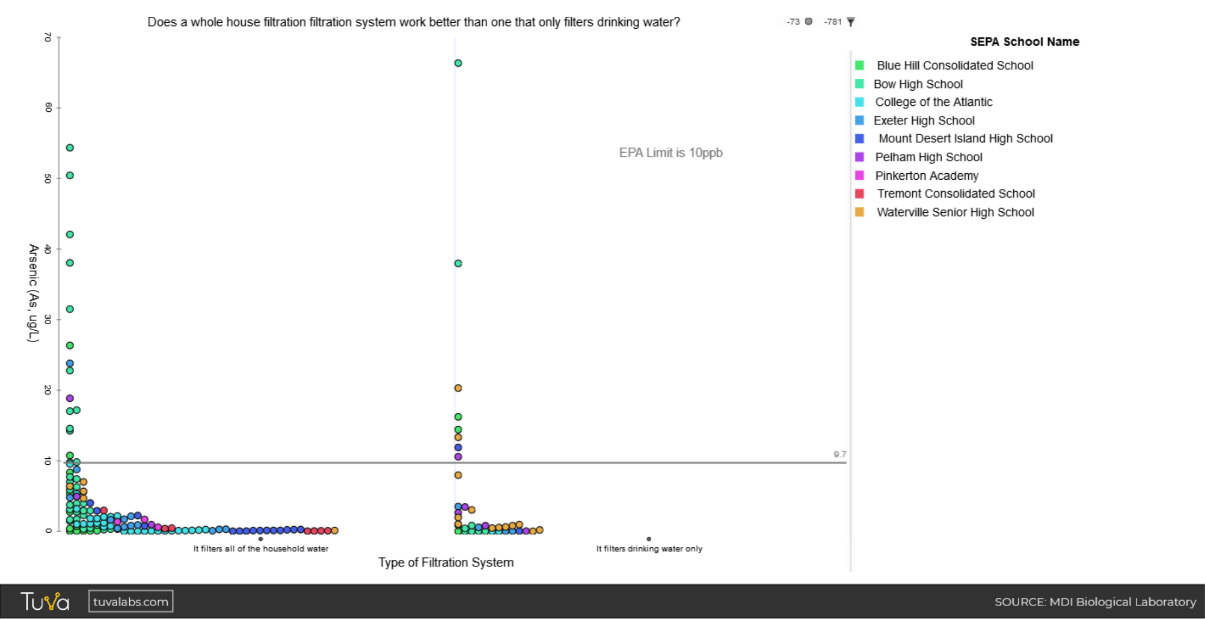 Does a whole house filtration filtration system work better than one that only filters drinking water?
-73 -781
SEPA School Name
Blue Hill Consolidated School
Bow High School
College of the Atlantic
Exeter High School
Mount Desert Island High School
Pelham High School
Pinkerton Academy
Tremont Consolidated School
Waterville Senior High School
EPA Limit is 10ppb
9.7
70
60
50
40
30
20
10
0
Arsenic (As, ug/L)
It filters all of the household water
It filters drinking water only
Type of Filtration System
TuVa
tuvalabs.com
SOURCE: MDI Biological Laboratory